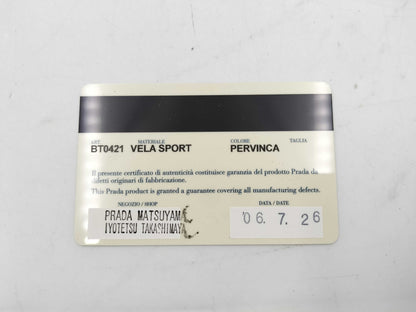 ART. MATERIALE COLORE TAGLIA
BT0421 VELA SPORT PERVINCA
Il presente certificato di autenticità costituisce garanzia del prodotto Prada da
difetti originari di fabbricazione.
This Prada product is granted a guarantee covering all manufacturing defects.
NEGOZIO / SHOP DATA / DATE
PRADA MATSUYAMA '06. 7. 26
IYOTETSU TAKASHIMAYA